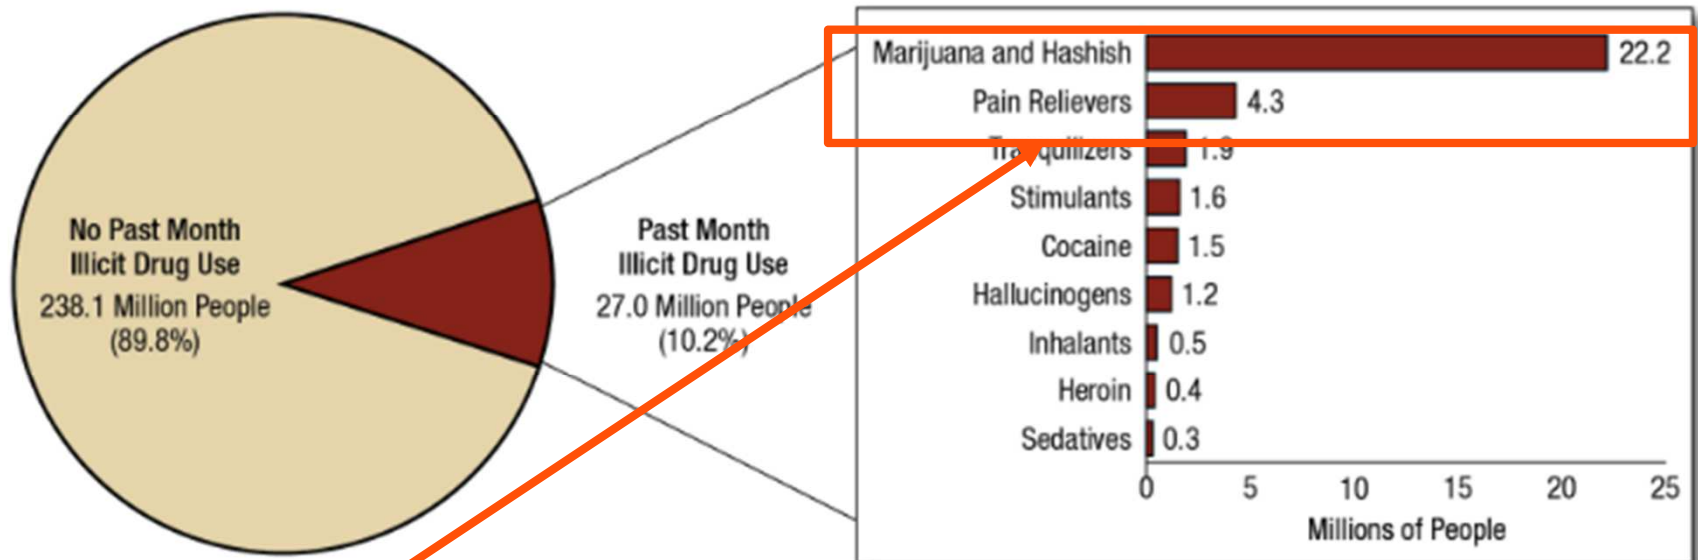 No Past Month
Illicit Drug Use
238.1 Million People
(89.8%)
Past Month
Illicit Drug Use
27.0 Million People
(10.2%)
Marijuana and Hashish 22.2
Pain Relievers 4.3
Tranquilizers 1.9
Stimulants 1.6
Cocaine 1.5
Hallucinogens 1.2
Inhalants 0.5
Heroin 0.4
Sedatives 0.3
0 5 10 15 20 25
Millions of People